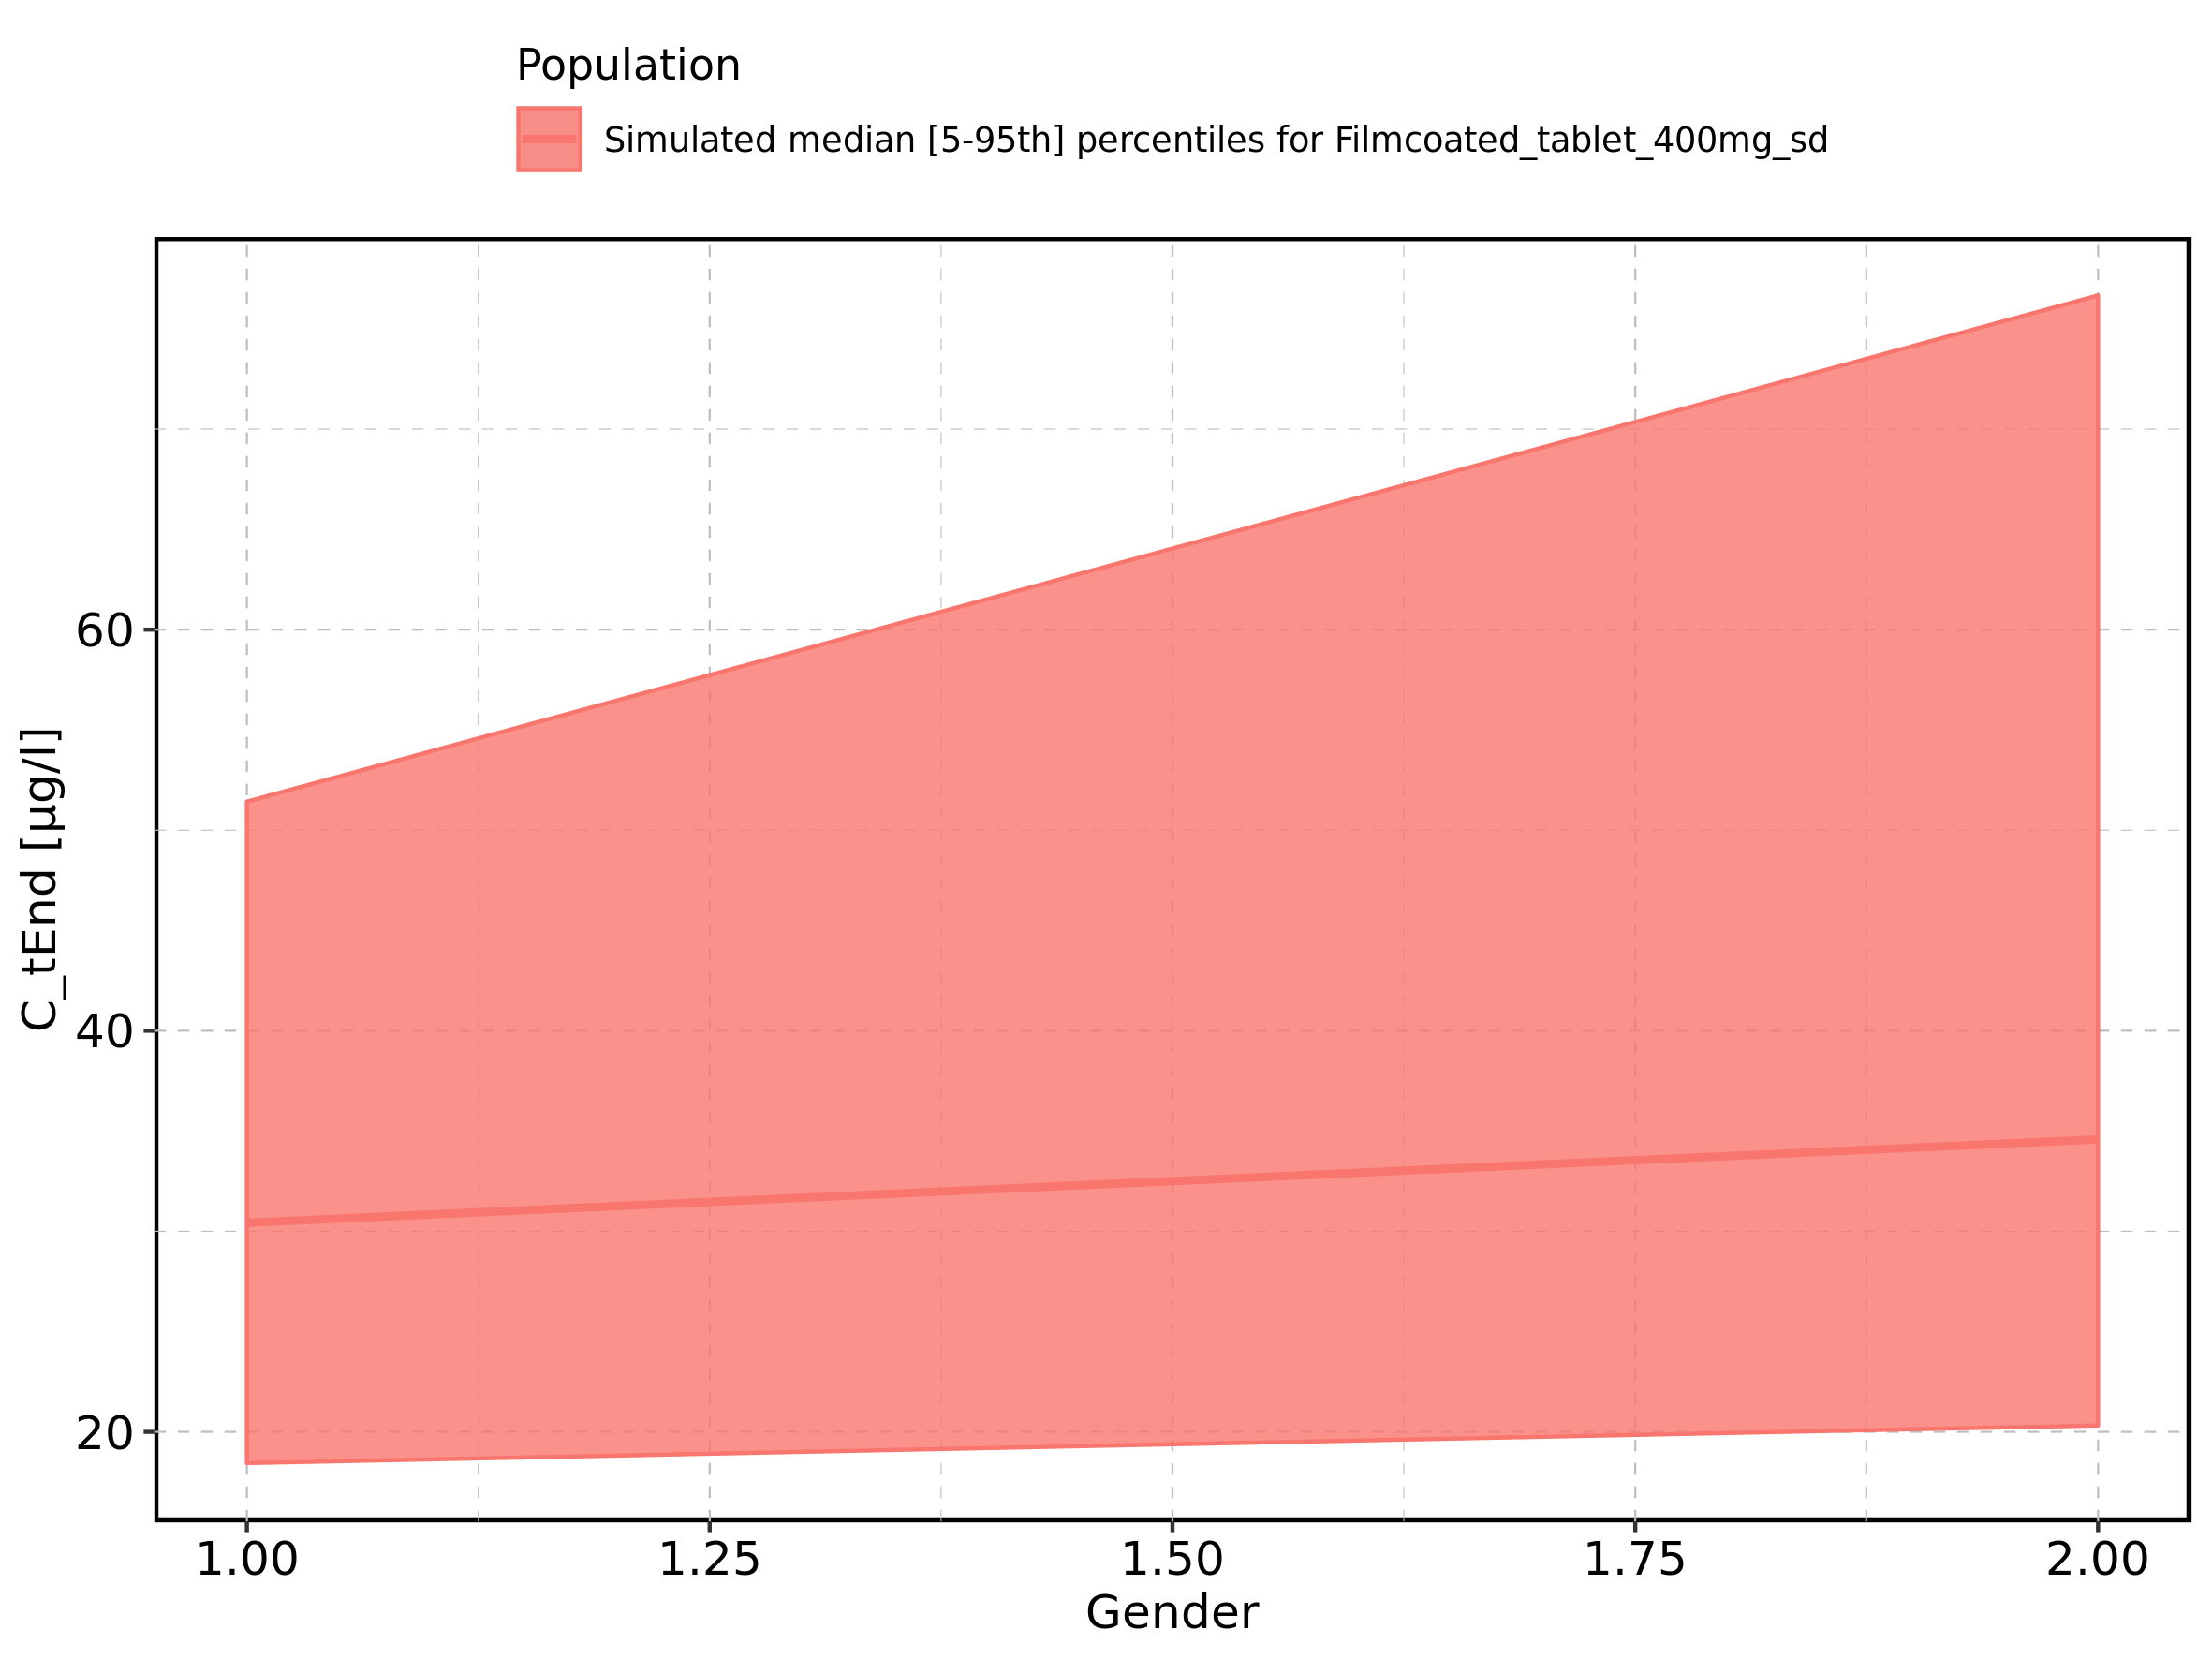 Population
Simulated median [5-95th] percentiles for Filmcoated_tablet_400mg_sd
C_tEnd [µg/l]
60
40
20
1.00 1.25 1.50 1.75 2.00
Gender